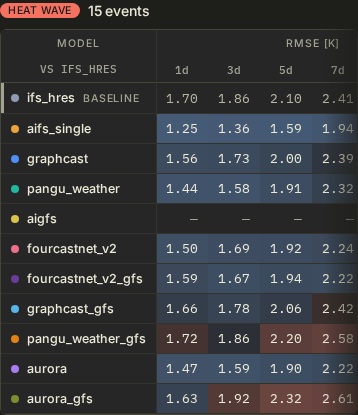 HEAT WAVE 15 events
MODEL RMSE [K]
VS IFS_HRES 1d 3d 5d 7d
ifs_hres BASELINE 1.70 1.86 2.10 2.41
aifs_single 1.25 1.36 1.59 1.94
graphcast 1.56 1.73 2.00 2.39
pangu_weather 1.44 1.58 1.91 2.32
aigfs — — — —
fourcastnet_v2 1.50 1.69 1.92 2.24
fourcastnet_v2_gfs 1.59 1.67 1.94 2.22
graphcast_gfs 1.66 1.78 2.06 2.42
pangu_weather_gfs 1.72 1.86 2.20 2.58
aurora 1.47 1.59 1.90 2.22
aurora_gfs 1.63 1.92 2.32 2.61